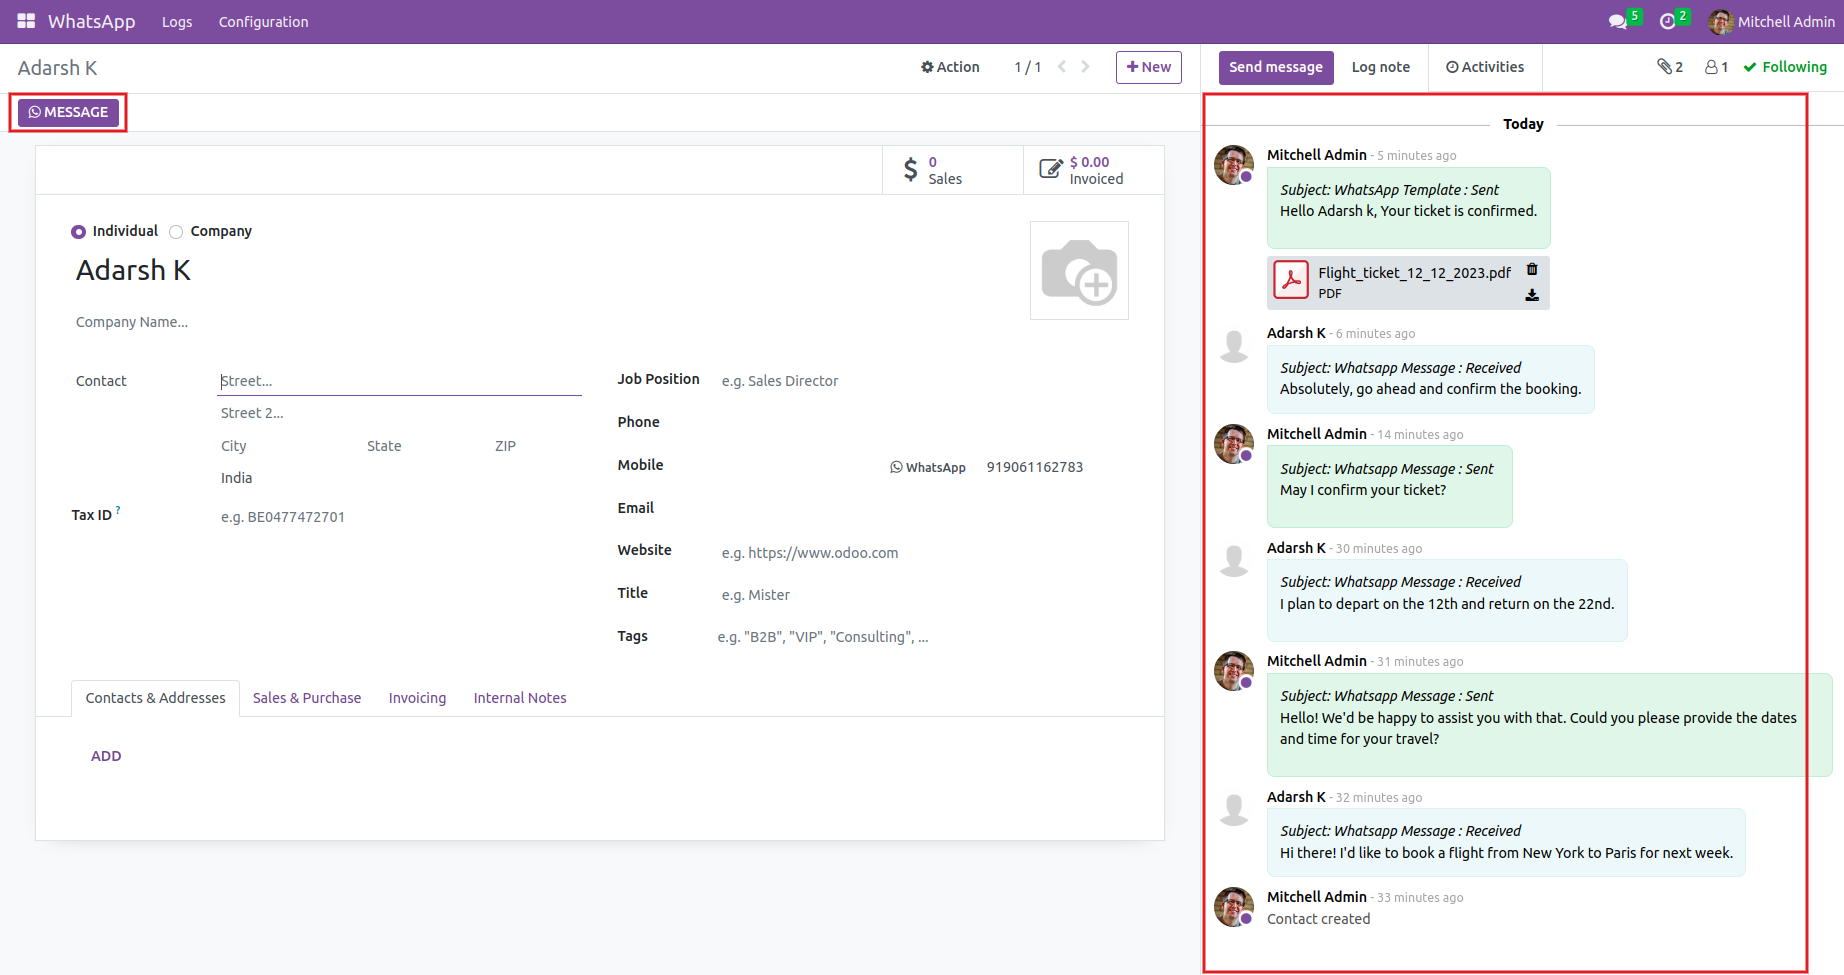 WhatsApp Logs Configuration 5 2 Mitchell Admin
Adarsh K Action 1 / 1 New
MESSAGE
0
Sales
$ 0.00
Invoiced
Individual Company
Adarsh K
Company Name...
Contact Street...
Street 2...
City State ZIP
India
Tax ID ? e.g. BE0477472701
Job Position e.g. Sales Director
Phone
Mobile WhatsApp 919061162783
Email
Website e.g. https://www.odoo.com
Title e.g. Mister
Tags e.g. "B2B", "VIP", "Consulting", ...
Contacts & Addresses Sales & Purchase Invoicing Internal Notes
ADD
Send message Log note Activities 2 1 Following
Today
Mitchell Admin - 5 minutes ago
Subject: WhatsApp Template : Sent
Hello Adarsh k, Your ticket is confirmed.
Flight_ticket_12_12_2023.pdf
PDF
Adarsh K - 6 minutes ago
Subject: Whatsapp Message : Received
Absolutely, go ahead and confirm the booking.
Mitchell Admin - 14 minutes ago
Subject: Whatsapp Message : Sent
May I confirm your ticket?
Adarsh K - 30 minutes ago
Subject: Whatsapp Message : Received
I plan to depart on the 12th and return on the 22nd.
Mitchell Admin - 31 minutes ago
Subject: Whatsapp Message : Sent
Hello! We'd be happy to assist you with that. Could you please provide the dates
and time for your travel?
Adarsh K - 32 minutes ago
Subject: Whatsapp Message : Received
Hi there! I'd like to book a flight from New York to Paris for next week.
Mitchell Admin - 33 minutes ago
Contact created